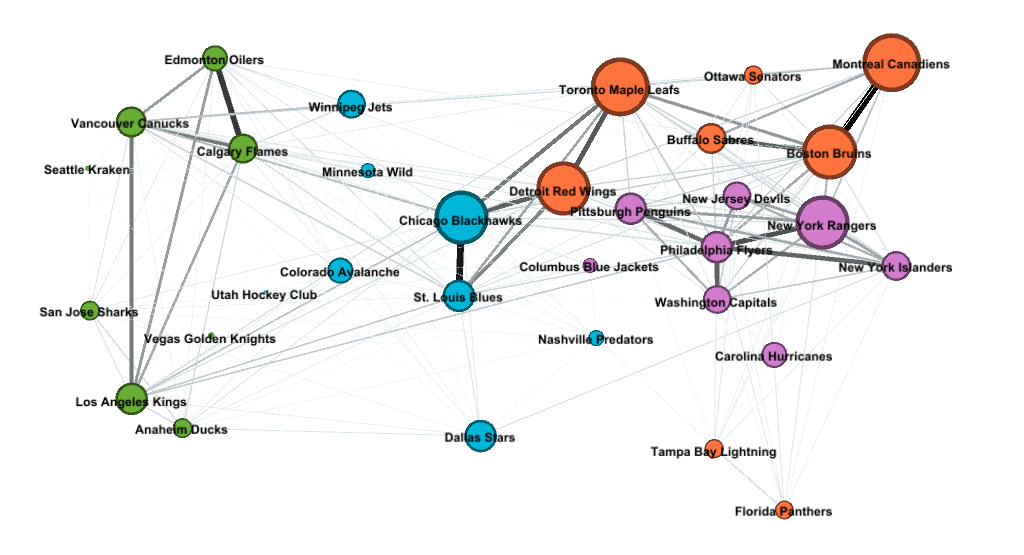 Edmonton Oilers
Montreal Canadiens
Ottawa Senators
Toronto Maple Leafs
Winnipeg Jets
Vancouver Canucks
Buffalo Sabres
Calgary Flames
Boston Bruins
Seattle Kraken
Minnesota Wild
Detroit Red Wings
New Jersey Devils
Pittsburgh Penguins
Chicago Blackhawks
New York Rangers
Philadelphia Flyers
Columbus Blue Jackets
New York Islanders
Colorado Avalanche
Utah Hockey Club
St. Louis Blues
Washington Capitals
San Jose Sharks
Vegas Golden Knights
Nashville Predators
Carolina Hurricanes
Los Angeles Kings
Anaheim Ducks
Dallas Stars
Tampa Bay Lightning
Florida Panthers